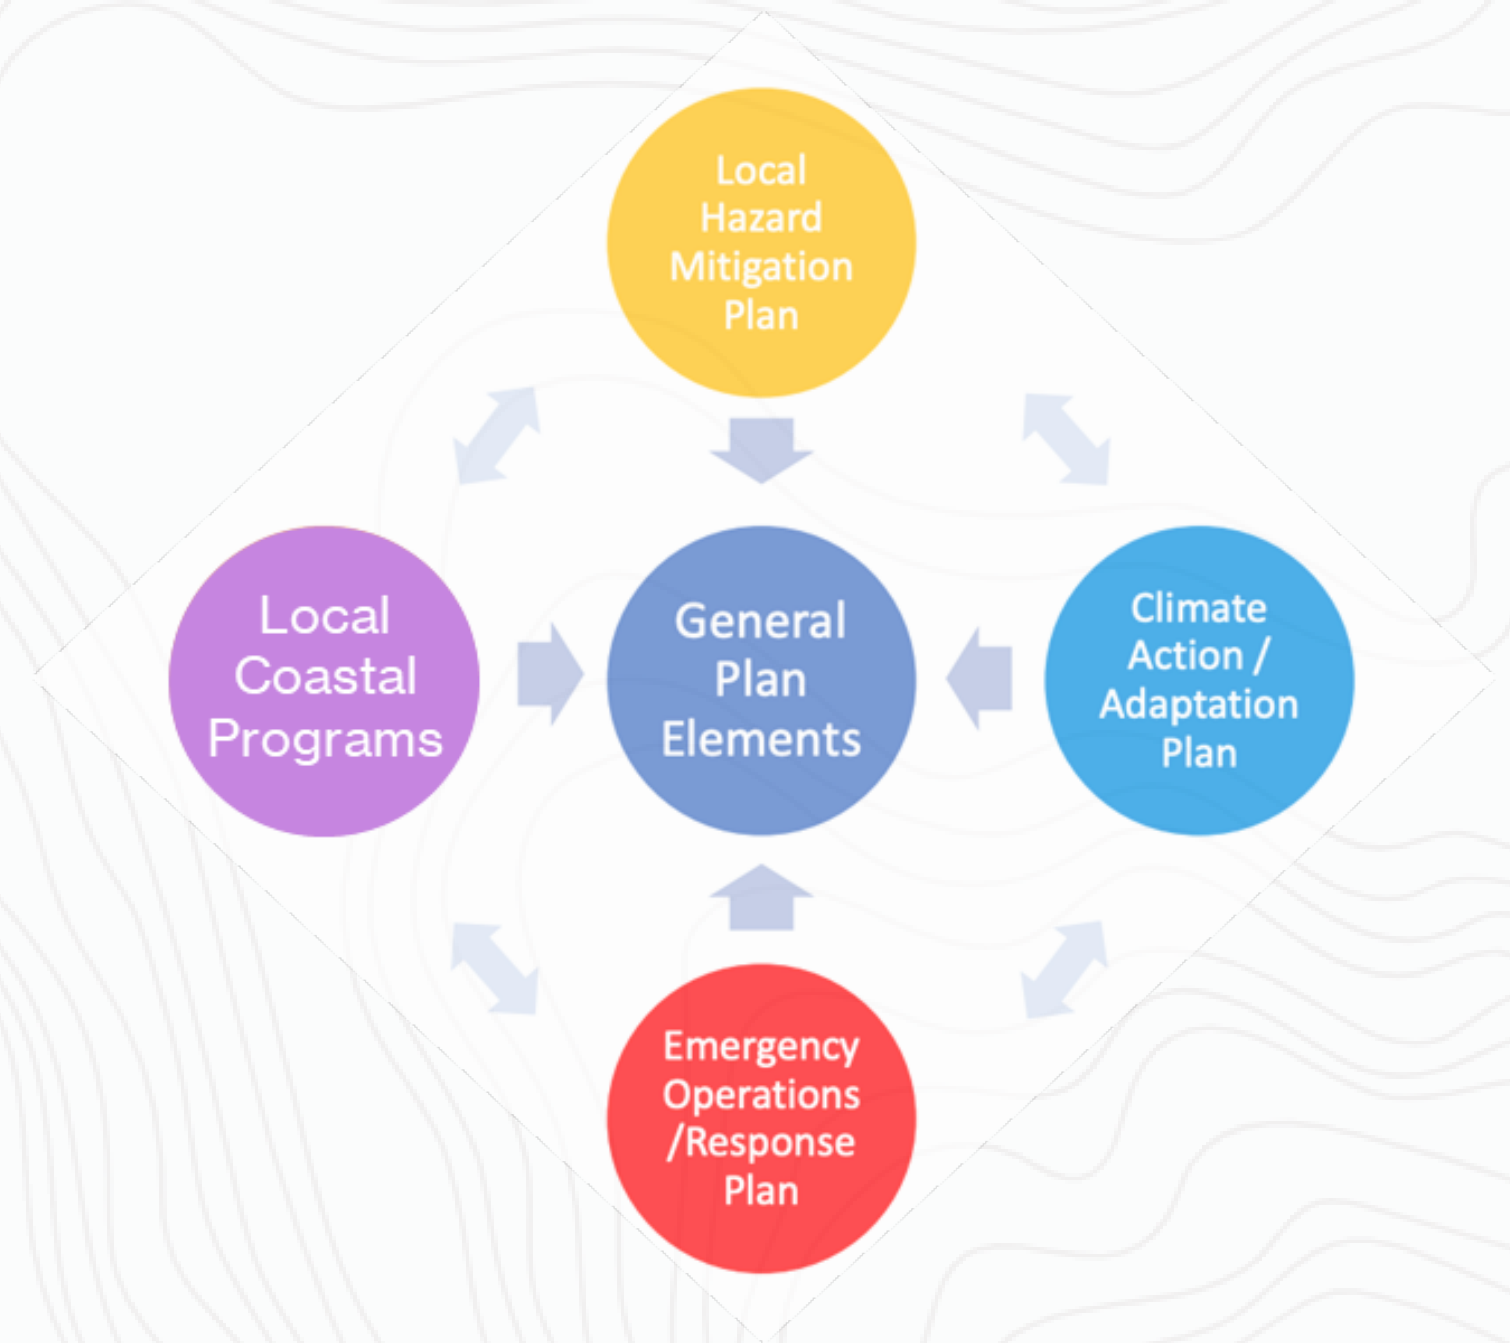 Local
Hazard
Mitigation
Plan
Local
Coastal
Programs
General
Plan
Elements
Climate
Action /
Adaptation
Plan
Emergency
Operations
/Response
Plan